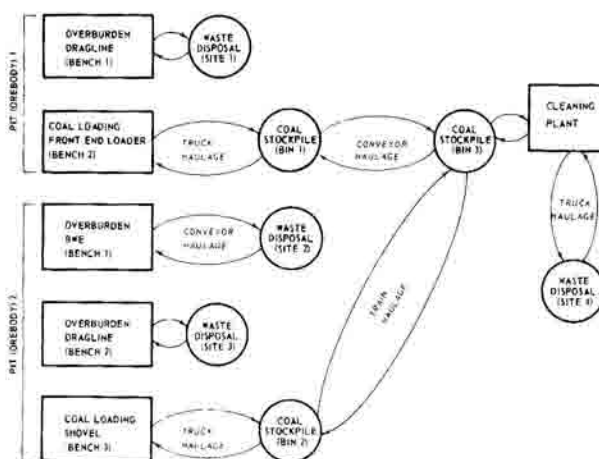 PIT (OREBODY) 1
OVERBURDEN
DRAGLINE
(BENCH 1)
WASTE
DISPOSAL
(SITE 1)
COAL LOADING
FRONT END LOADER
(BENCH 2)
TRUCK
HAULAGE
COAL
STOCKPILE
(BIN 1)
CONVEYOR
HAULAGE
COAL
STOCKPILE
(BIN 3)
CLEANING
PLANT
TRUCK
HAULAGE
WASTE
DISPOSAL
(SITE 4)
PIT (OREBODY) 2
OVERBURDEN
BWE
(BENCH 1)
CONVEYOR
HAULAGE
WASTE
DISPOSAL
(SITE 2)
OVERBURDEN
DRAGLINE
(BENCH 2)
WASTE
DISPOSAL
(SITE 3)
TRAIN
HAULAGE
COAL LOADING
SHOVEL
(BENCH 3)
TRUCK
HAULAGE
COAL
STOCKPILE
(BIN 2)